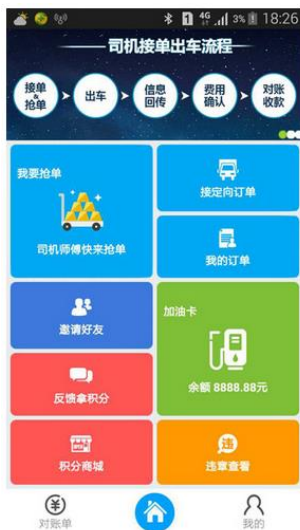 4G 3% 18:26
司机接单出车流程
接单
&
抢单
出车
信息
回传
费用
确认
对账
收款
我要抢单
司机师傅快来抢单
接定向订单
我的订单
邀请好友
加油卡
余额 8888.88元
反馈拿积分
积分商城
违
违章查看
对账单
我的